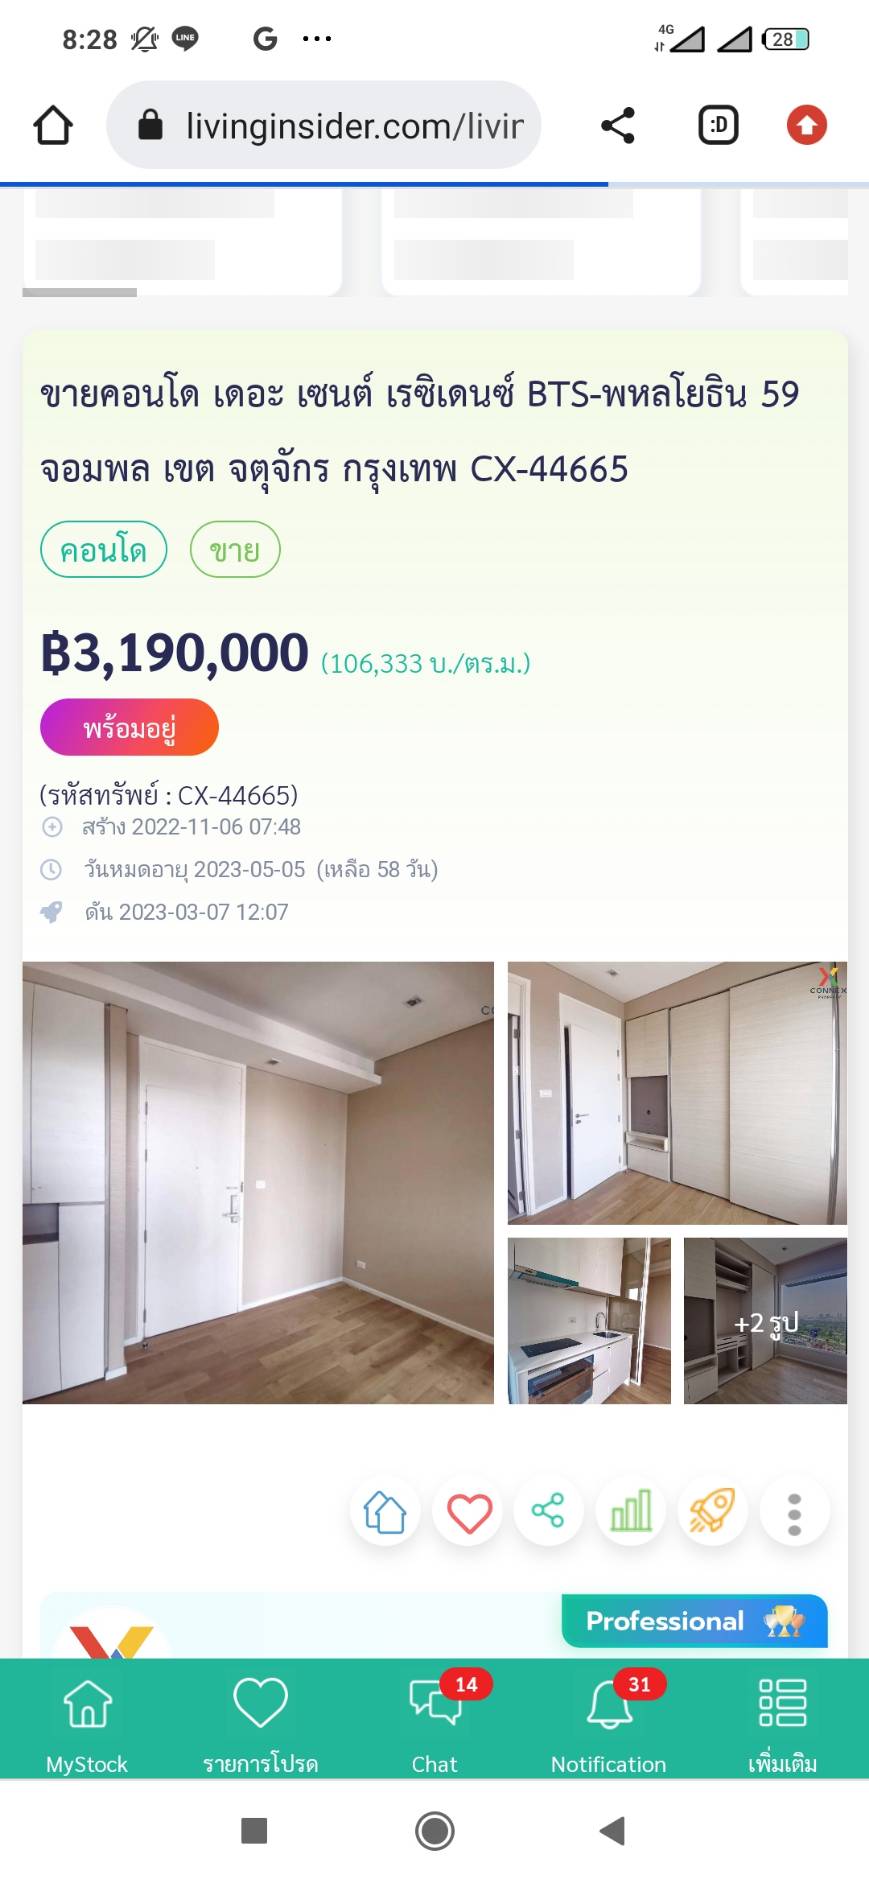 8:28
LINE
G
4G
28
livinginsider.com/livin
:D
ขายคอนโด เดอะ เซนต์ เรซิเดนซ์ BTS-พหลโยธิน 59
จอมพล เขต จตุจักร กรุงเทพ CX-44665
คอนโด
ขาย
฿3,190,000 (106,333 บ./ตร.ม.)
พร้อมอยู่
(รหัสทรัพย์ : CX-44665)
สร้าง 2022-11-06 07:48
วันหมดอายุ 2023-05-05 (เหลือ 58 วัน)
ดัน 2023-03-07 12:07
CONNEX
PROPERTY
+2 รูป
Professional
14
31
MyStock
รายการโปรด
Chat
Notification
เพิ่มเติม